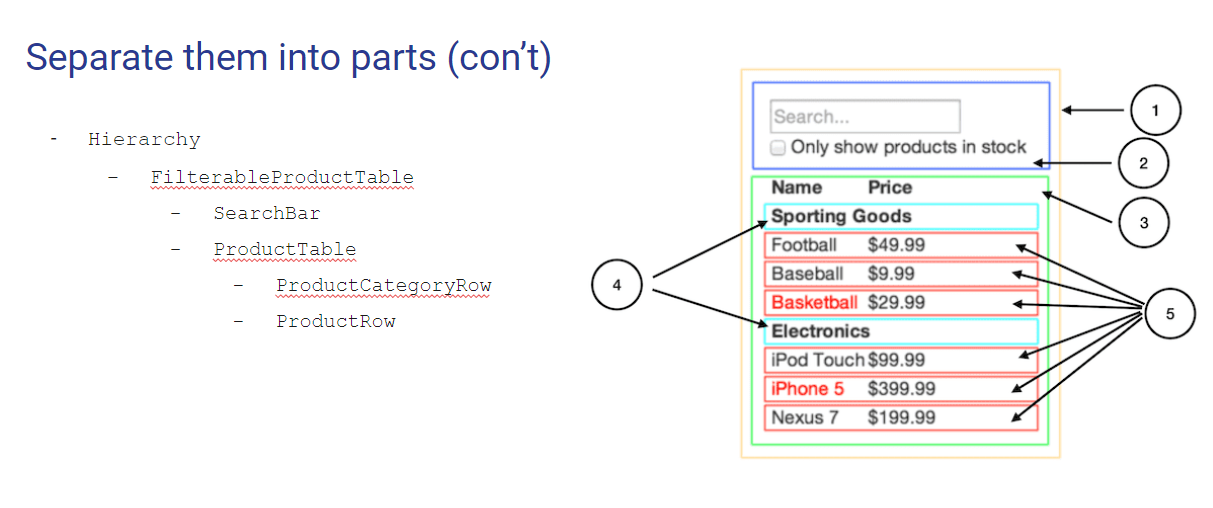 Separate them into parts (con’t)
- Hierarchy
- FilterableProductTable
- SearchBar
- ProductTable
- ProductCategoryRow
- ProductRow
Search...
Only show products in stock
Name Price
Sporting Goods
Football $49.99
Baseball $9.99
Basketball $29.99
Electronics
iPod Touch $99.99
iPhone 5 $399.99
Nexus 7 $199.99
1
2
3
4
5